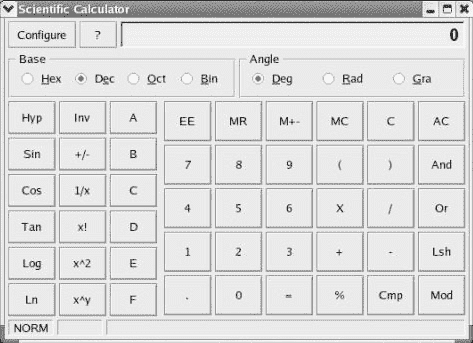 Scientific Calculator
Configure ? 0
Base Angle
Hex Dec Oct Bin Deg Rad Gra
Hyp Inv A EE MR M+- MC C AC
Sin +/- B 7 8 9 ( ) And
Cos 1/x C 4 5 6 X / Or
Tan x! D 1 2 3 + - Lsh
Log x^2 E . 0 = % Cmp Mod
Ln x^y F
NORM